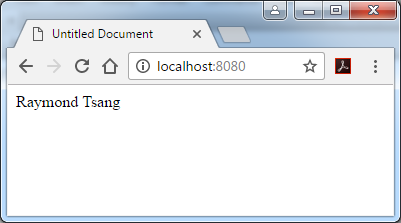 Untitled Document
localhost:8080
Raymond Tsang